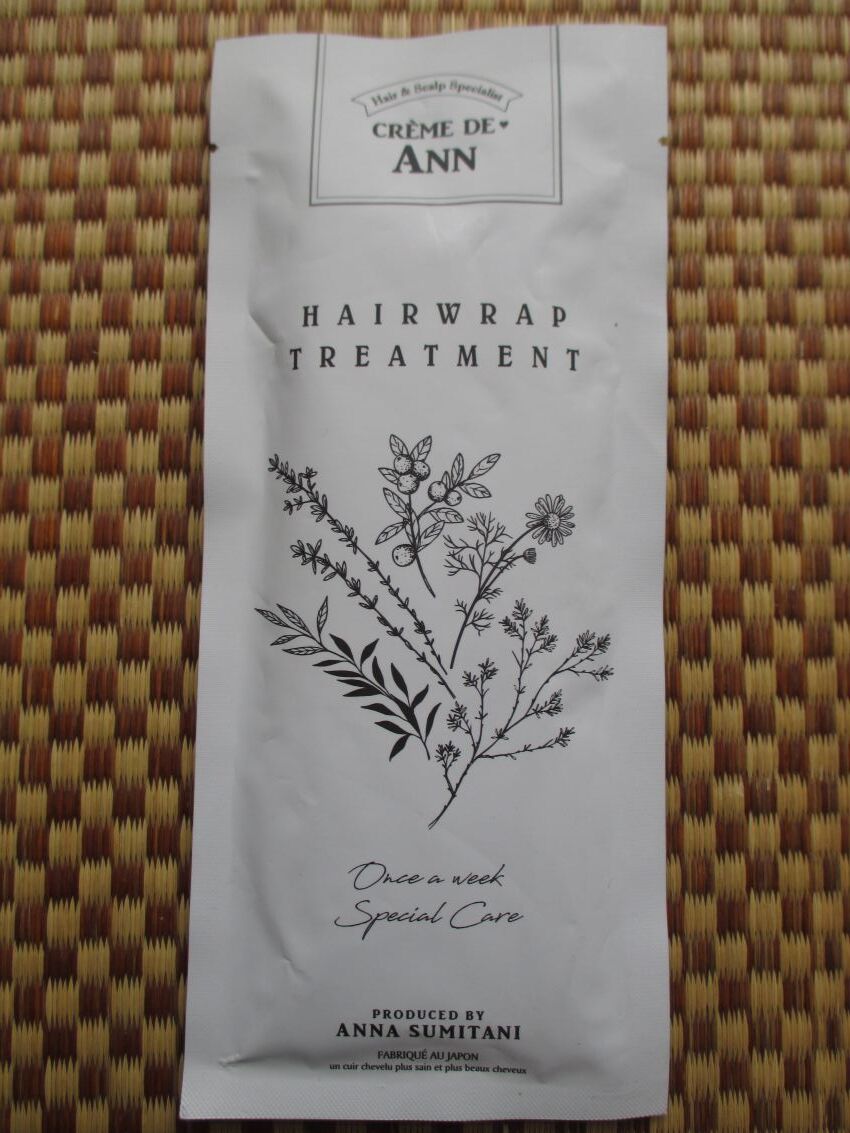 Hair & Scalp Specialist
CRÈME DE♥
ANN
HAIRWRAP
TREATMENT
Once a week
Special Care
PRODUCED BY
ANNA SUMITANI
FABRIQUÉ AU JAPON
un cuir chevelu plus sain et plus beaux cheveux